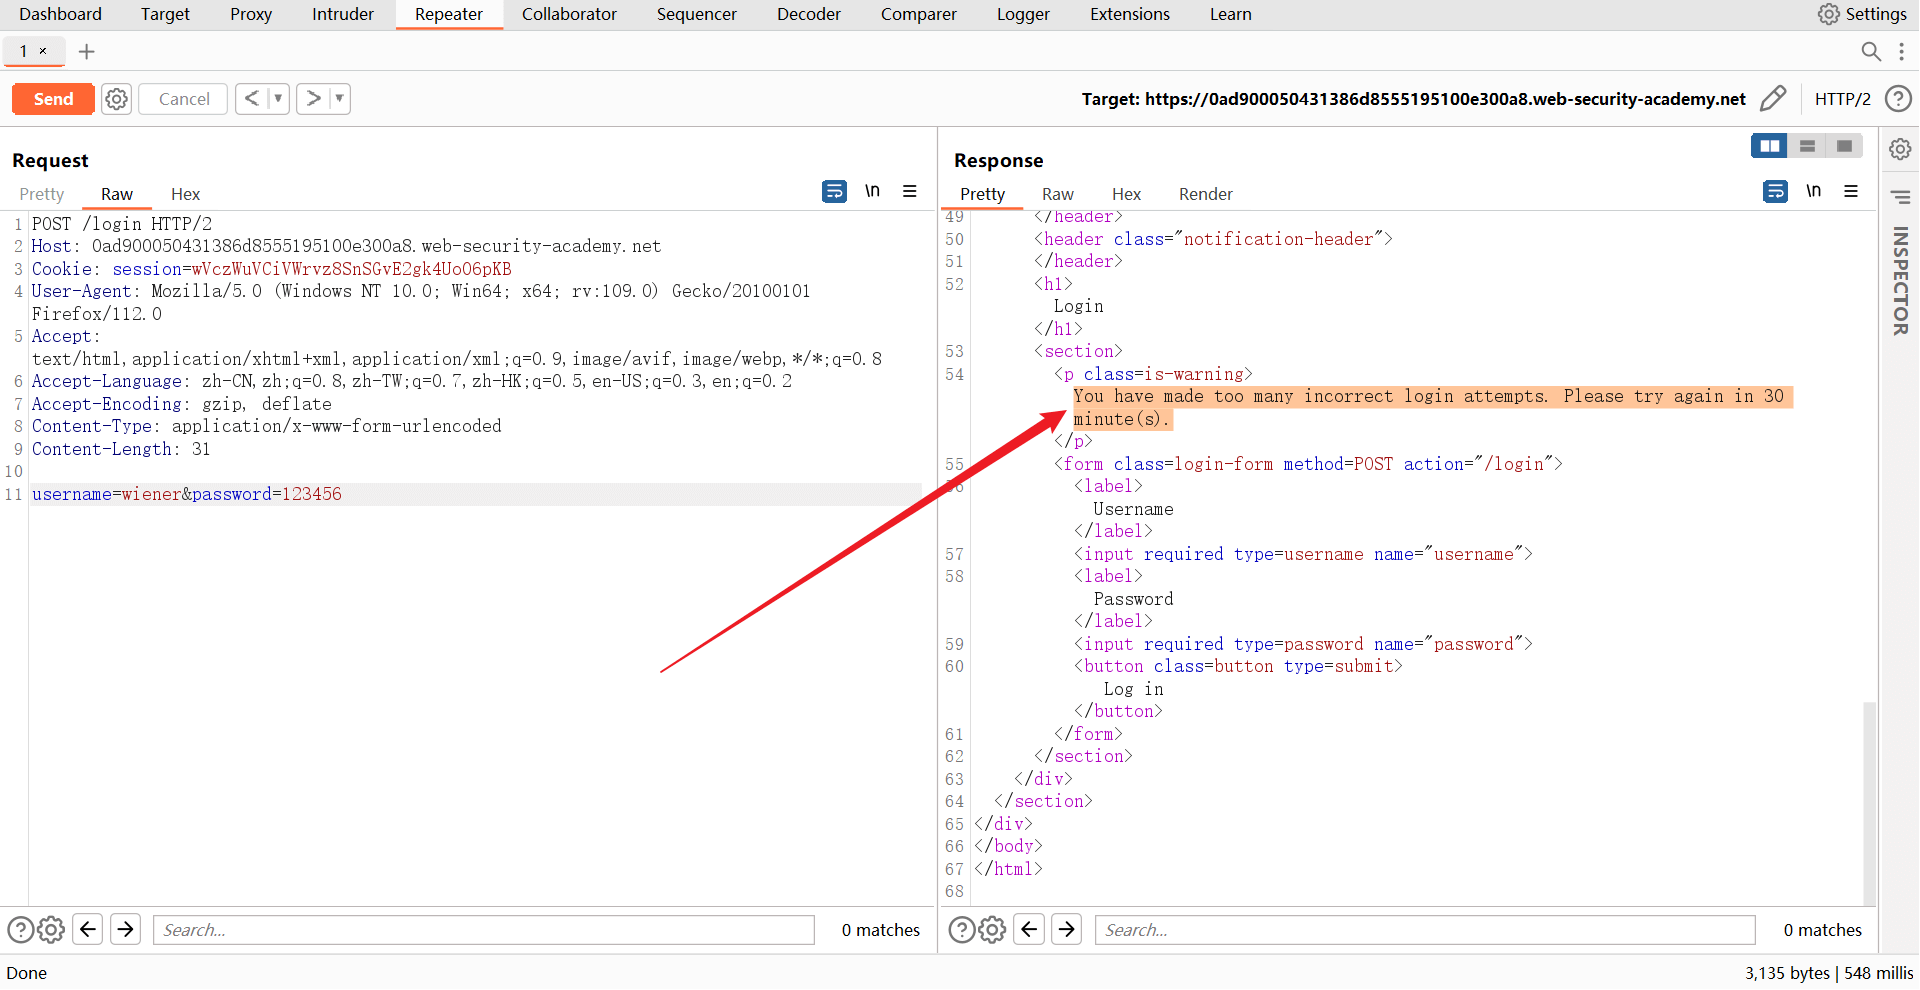 Dashboard Target Proxy Intruder Repeater Collaborator Sequencer Decoder Comparer Logger Extensions Learn Settings
1 × +
Send Cancel < > Target: https://0ad900050431386d8555195100e300a8.web-security-academy.net HTTP/2 ?
Request
Pretty Raw Hex \n
1 POST /login HTTP/2
2 Host: 0ad900050431386d8555195100e300a8.web-security-academy.net
3 Cookie: session=wVczWuVCiVWrvz8SnSGvE2gk4UoO6pKB
4 User-Agent: Mozilla/5.0 (Windows NT 10.0; Win64; x64; rv:109.0) Gecko/20100101
Firefox/112.0
5 Accept:
text/html,application/xhtml+xml,application/xml;q=0.9,image/avif,image/webp,*/*;q=0.8
6 Accept-Language: zh-CN,zh;q=0.8,zh-TW;q=0.7,zh-HK;q=0.5,en-US;q=0.3,en;q=0.2
7 Accept-Encoding: gzip, deflate
8 Content-Type: application/x-www-form-urlencoded
9 Content-Length: 31
10
11 username=wiener&password=123456
? Search... 0 matches
Response
Pretty Raw Hex Render \n
49 </header>
50 <header class="notification-header">
51 </header>
52 <h1>
Login
</h1>
53 <section>
54 <p class=is-warning>
You have made too many incorrect login attempts. Please try again in 30
minute(s).
</p>
55 <form class=login-form method=POST action="/login">
56 <label>
Username
</label>
57 <input required type=username name="username">
58 <label>
Password
</label>
59 <input required type=password name="password">
60 <button class=button type=submit>
Log in
</button>
61 </form>
62 </section>
63 </div>
64 </section>
65 </div>
66 </body>
67 </html>
68
? Search... 0 matches
INSPECTOR
Done 3,135 bytes | 548 millis